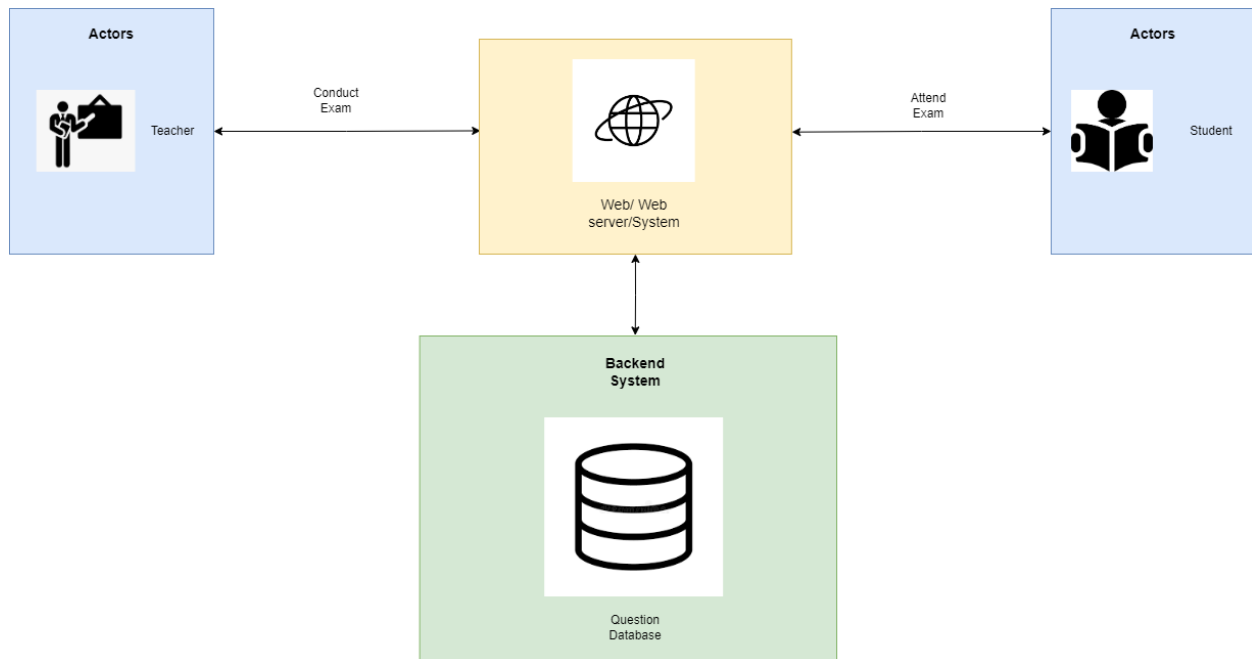 Actors
Teacher
Conduct
Exam
Web/ Web
server/System
Attend
Exam
Actors
Student
Backend
System
Question
Database